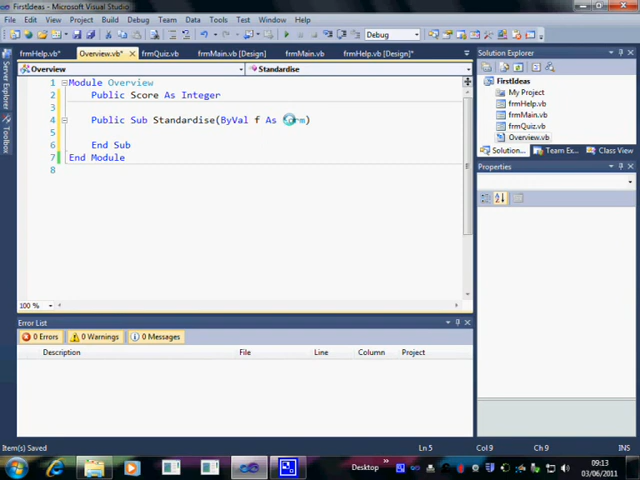 FirstIdeas - Microsoft Visual Studio
File Edit View Project Build Debug Team Data Tools Test Window Help
Debug
frmHelp.vb* Overview.vb* frmQuiz.vb frmMain.vb [Design] frmMain.vb frmHelp.vb [Design]*
Overview Standardise
1 Module Overview
2 Public Score As Integer
3
4 Public Sub Standardise(ByVal f As Form)
5
6 End Sub
7 End Module
8
100 %
Server Explorer
Toolbox
Solution Explorer
FirstIdeas
My Project
frmHelp.vb
frmMain.vb
frmQuiz.vb
Overview.vb
Solution... Team Ex... Class View
Properties
Error List
0 Errors 0 Warnings 0 Messages
Description File Line Column Project
Item(s) Saved Ln 5 Col 9 Ch 9 INS
Desktop
09:13
03/06/2011